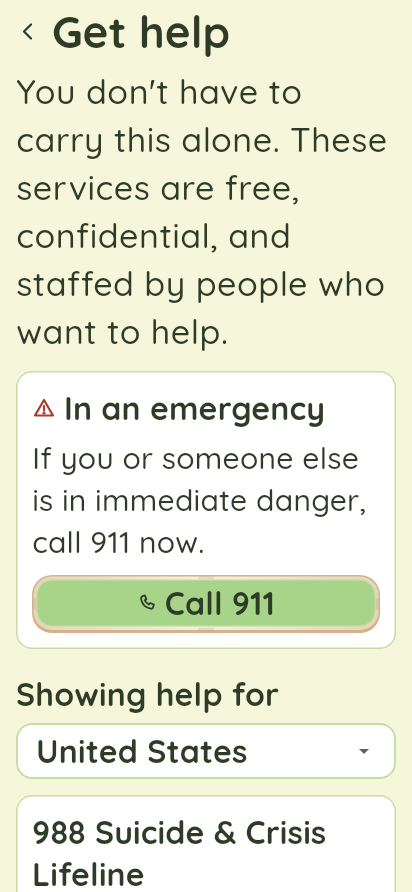 Get help
You don't have to
carry this alone. These
services are free,
confidential, and
staffed by people who
want to help.
In an emergency
If you or someone else
is in immediate danger,
call 911 now.
Call 911
Showing help for
United States
988 Suicide & Crisis
Lifeline